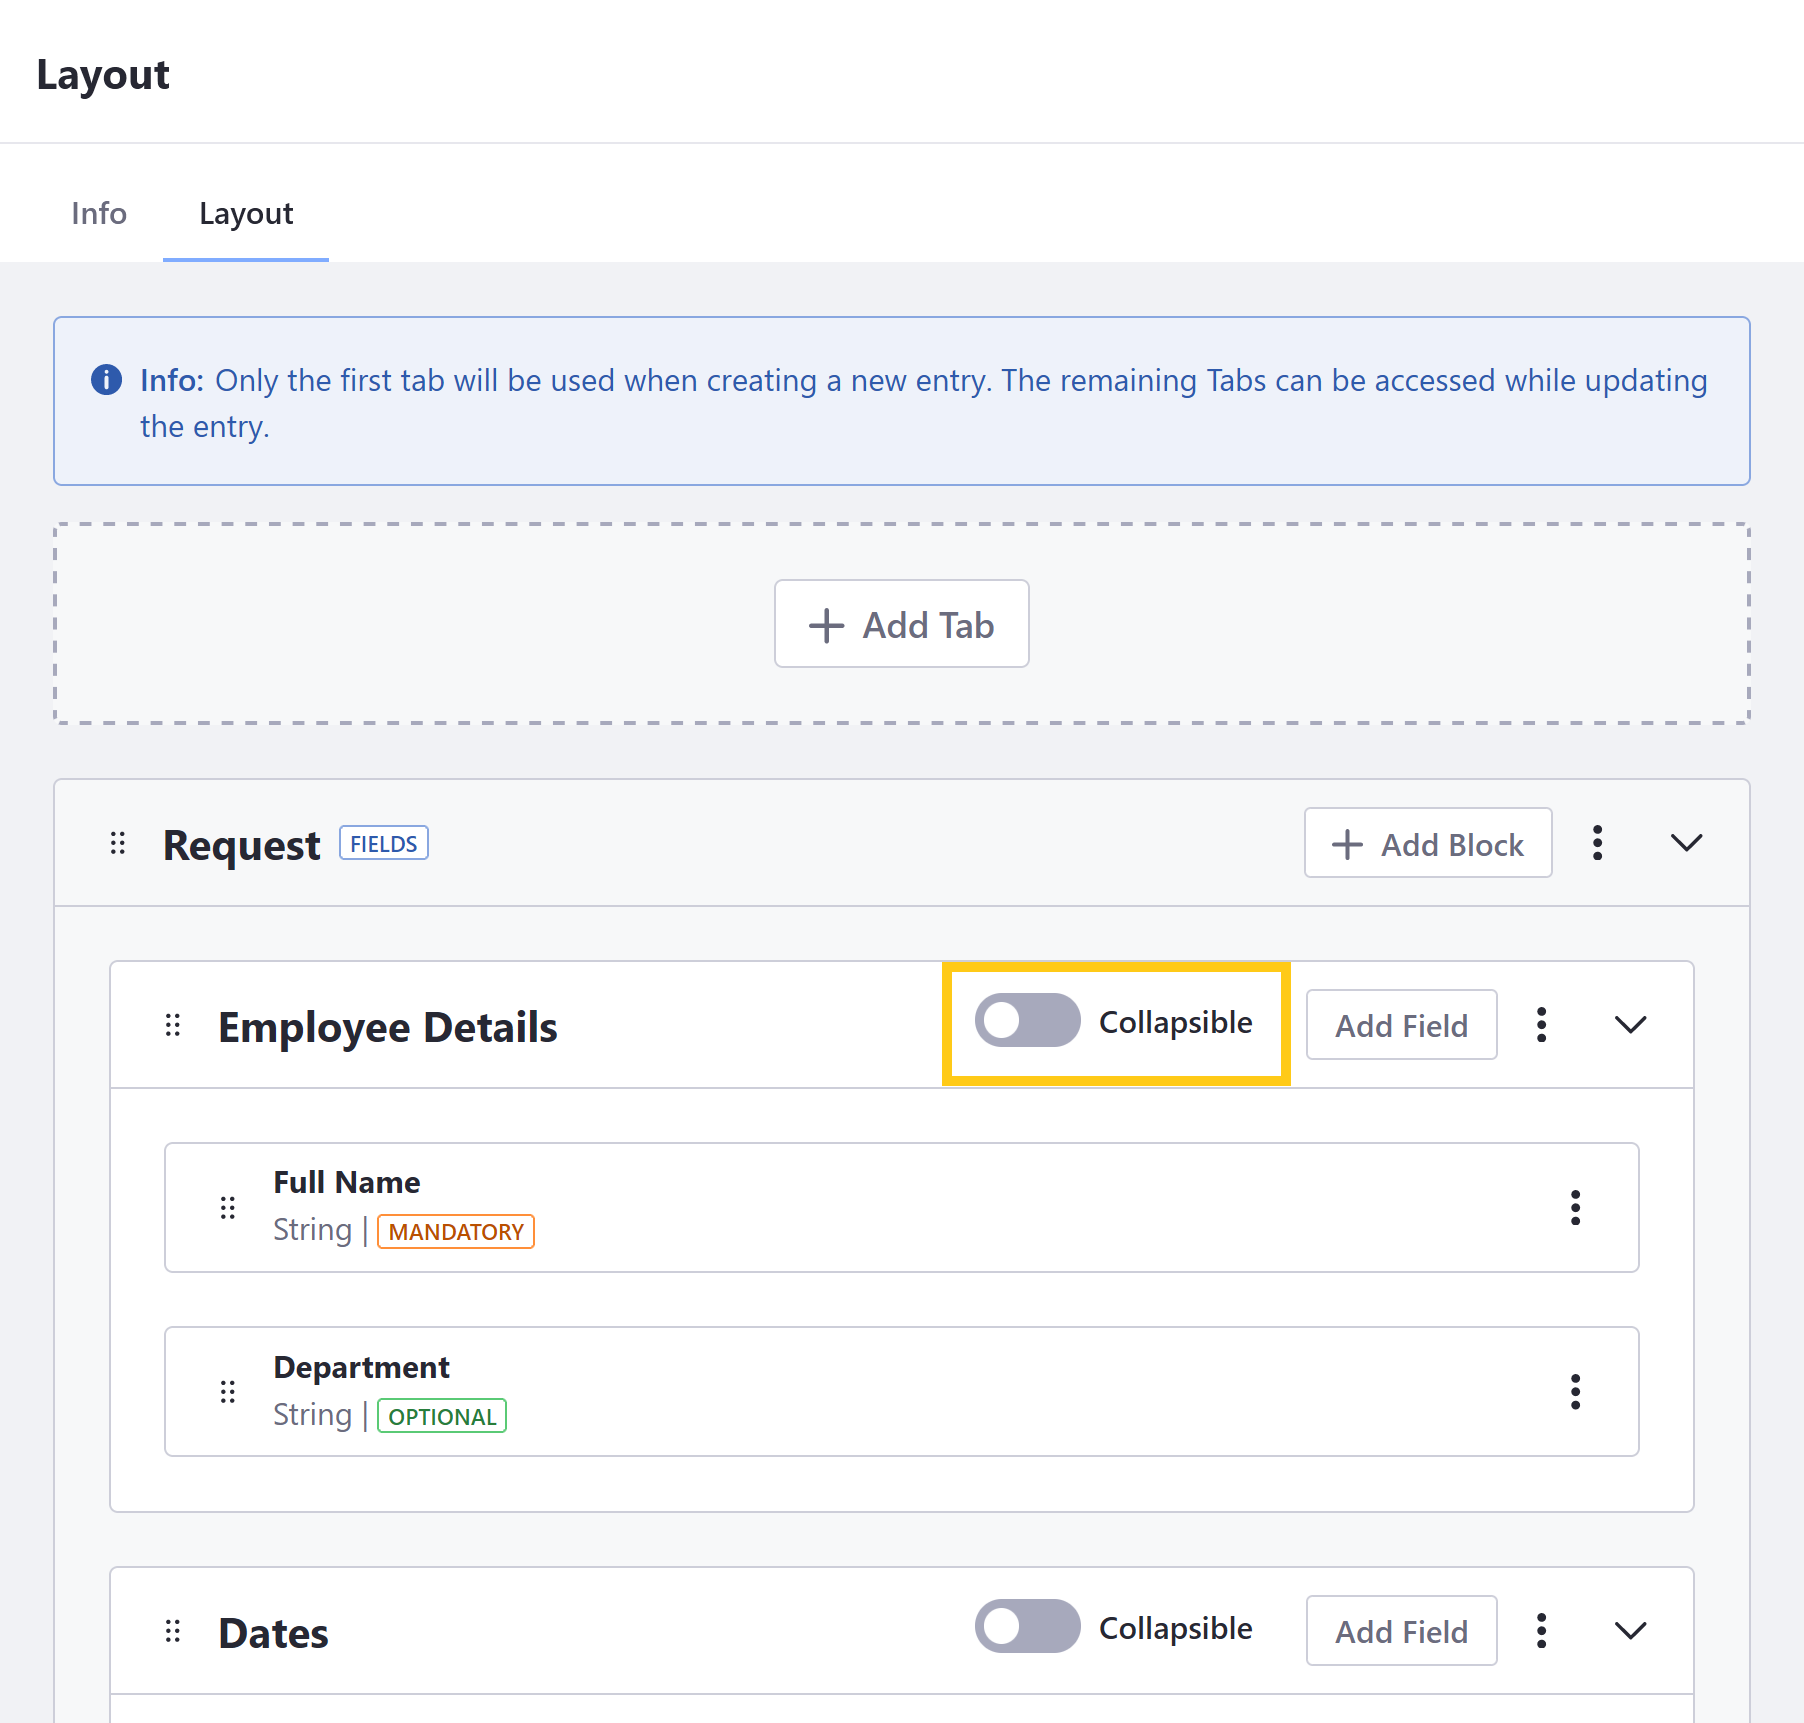 Layout
Info
Layout
Info: Only the first tab will be used when creating a new entry. The remaining Tabs can be accessed while updating
the entry.
Add Tab
Request FIELDS Add Block
Employee Details Collapsible Add Field
Full Name
String | MANDATORY
Department
String | OPTIONAL
Dates Collapsible Add Field